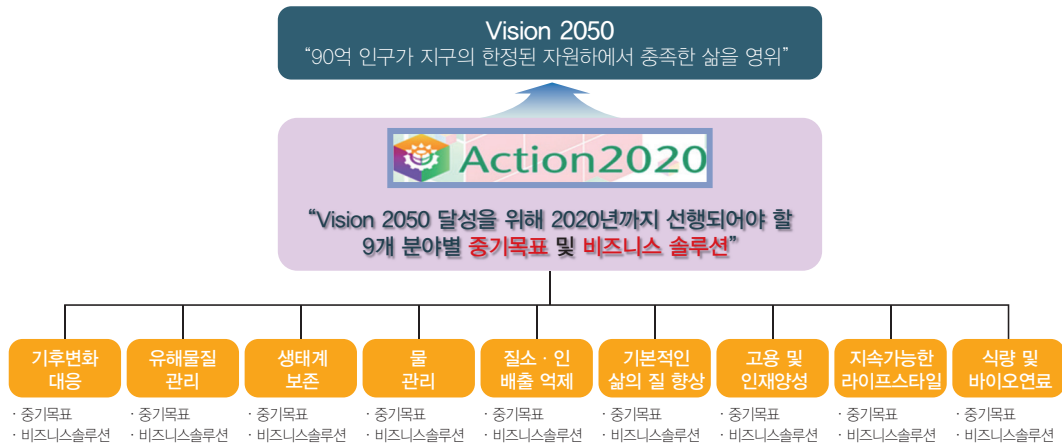 Vision 2050
“90억 인구가 지구의 한정된 자원하에서 충족한 삶을 영위”
Action2020
“Vision 2050 달성을 위해 2020년까지 선행되어야 할
9개 분야별 중기목표 및 비즈니스 솔루션”
기후변화
대응
· 중기목표
· 비즈니스솔루션
유해물질
관리
· 중기목표
· 비즈니스솔루션
생태계
보존
· 중기목표
· 비즈니스솔루션
물
관리
· 중기목표
· 비즈니스솔루션
질소 · 인
배출 억제
· 중기목표
· 비즈니스솔루션
기본적인
삶의 질 향상
· 중기목표
· 비즈니스솔루션
고용 및
인재양성
· 중기목표
· 비즈니스솔루션
지속가능한
라이프스타일
· 중기목표
· 비즈니스솔루션
식량 및
바이오연료
· 중기목표
· 비즈니스솔루션